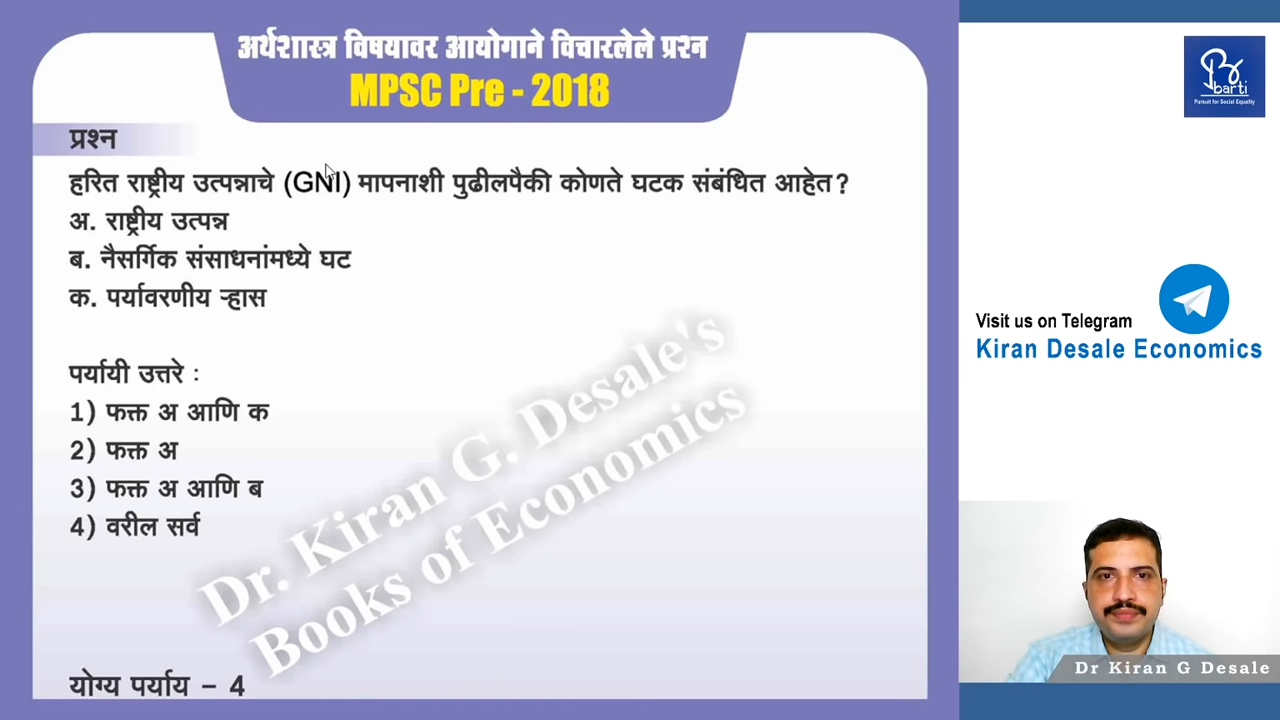 अर्थशास्त्र विषयावर आयोगाने विचारलेले प्रश्न
MPSC Pre - 2018
प्रश्न
हरित राष्ट्रीय उत्पन्नाचे (GNI) मापनाशी पुढीलपैकी कोणते घटक संबंधित आहेत?
अ. राष्ट्रीय उत्पन्न
ब. नैसर्गिक संसाधनांमध्ये घट
क. पर्यावरणीय ऱ्हास
पर्यायी उत्तरे :
1) फक्त अ आणि क
2) फक्त अ
3) फक्त अ आणि ब
4) वरील सर्व
योग्य पर्याय - 4
Dr. Kiran G. Desale's
Books of Economics
barti
Pursuit for Social Equality
Visit us on Telegram
Kiran Desale Economics
Dr Kiran G Desale